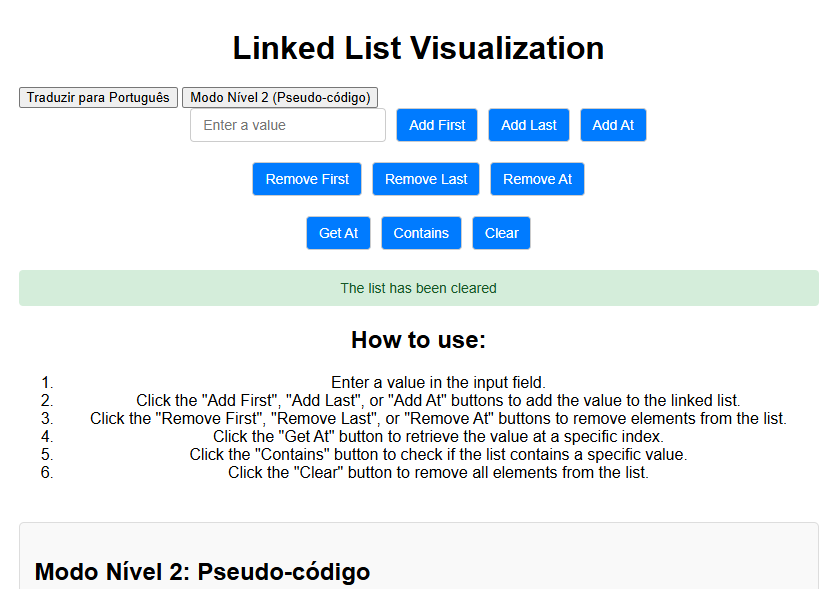 Linked List Visualization
Traduzir para Português Modo Nível 2 (Pseudo-código)
Enter a value Add First Add Last Add At
Remove First Remove Last Remove At
Get At Contains Clear
The list has been cleared
How to use:
1. Enter a value in the input field.
2. Click the "Add First", "Add Last", or "Add At" buttons to add the value to the linked list.
3. Click the "Remove First", "Remove Last", or "Remove At" buttons to remove elements from the list.
4. Click the "Get At" button to retrieve the value at a specific index.
5. Click the "Contains" button to check if the list contains a specific value.
6. Click the "Clear" button to remove all elements from the list.
Modo Nível 2: Pseudo-código